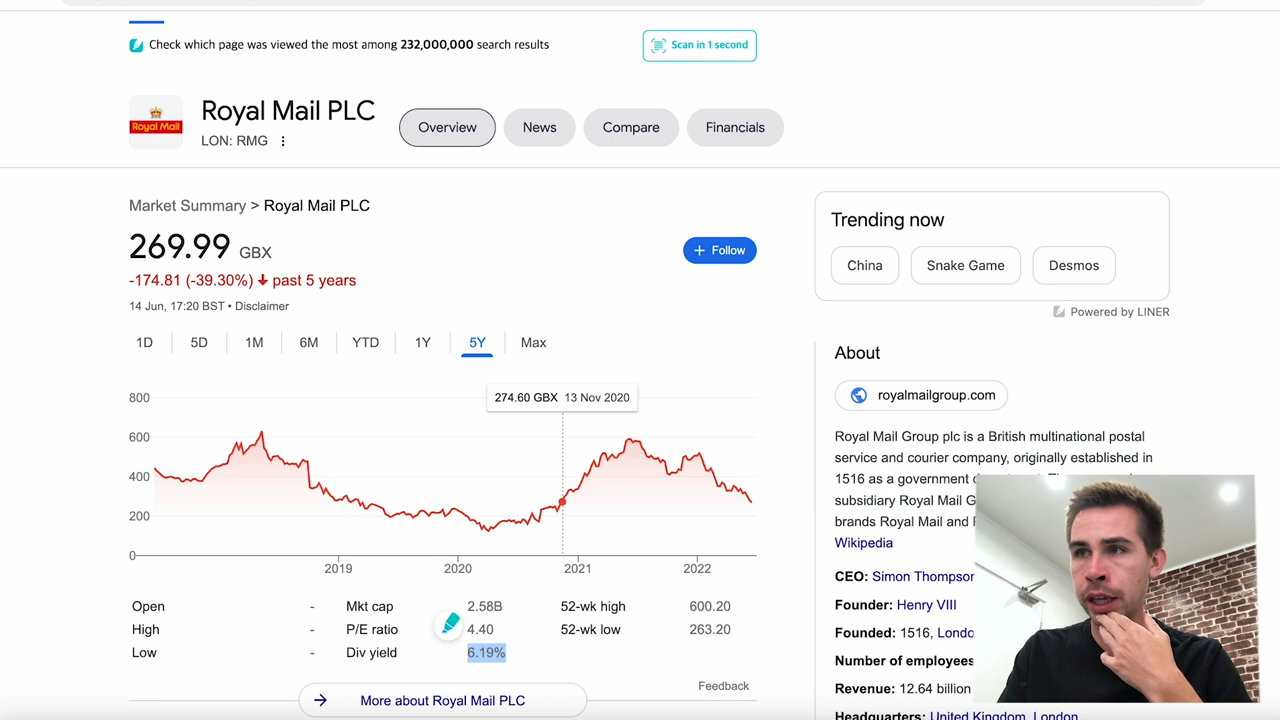 Check which page was viewed the most among 232,000,000 search results
Scan in 1 second
Royal Mail
Royal Mail PLC
LON: RMG
Overview
News
Compare
Financials
Market Summary > Royal Mail PLC
269.99 GBX
-174.81 (-39.30%) past 5 years
14 Jun, 17:20 BST • Disclaimer
+ Follow
1D
5D
1M
6M
YTD
1Y
5Y
Max
274.60 GBX 13 Nov 2020
800
600
400
200
0
2019
2020
2021
2022
Open - Mkt cap 2.58B 52-wk high 600.20
High - P/E ratio 4.40 52-wk low 263.20
Low - Div yield 6.19%
Feedback
More about Royal Mail PLC
Trending now
China
Snake Game
Desmos
Powered by LINER
About
royalmailgroup.com
Royal Mail Group plc is a British multinational postal
service and courier company, originally established in
1516 as a government
subsidiary Royal Mail G
brands Royal Mail and
Wikipedia
CEO: Simon Thompson
Founder: Henry VIII
Founded: 1516, Londo
Number of employees
Revenue: 12.64 billion
Headquarters: United Kingdom, London